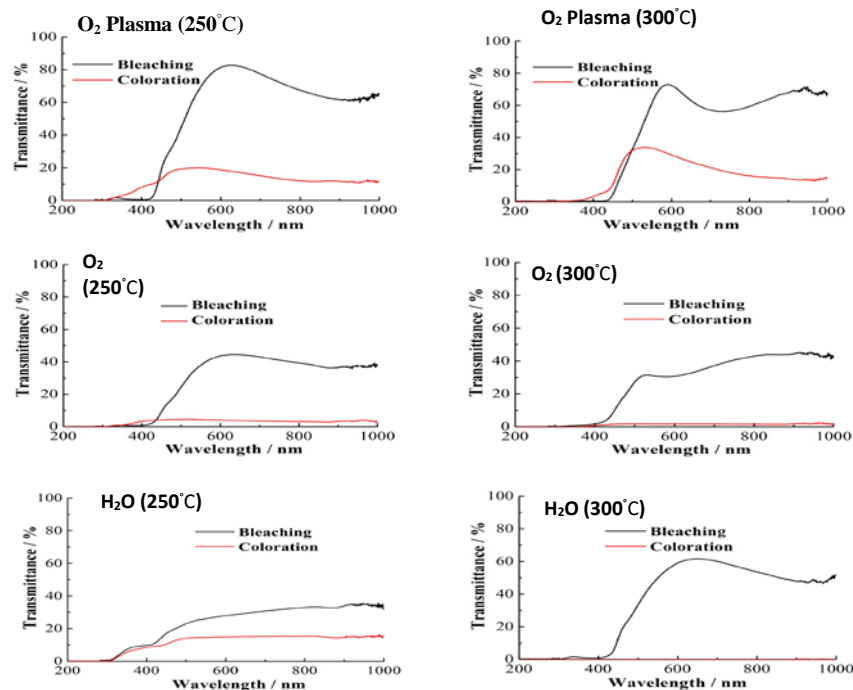 O₂ Plasma (250°C)
100
80
60
40
20
0
Transmittance / %
Bleaching
Coloration
200 400 600 800 1000
Wavelength / nm
O₂ Plasma (300°C)
100
80
60
40
20
0
Transmittance / %
Bleaching
Coloration
200 400 600 800 1000
Wavelength / nm
O₂
(250°C)
100
80
60
40
20
0
Transmittance / %
Bleaching
Coloration
200 400 600 800 1000
Wavelength / nm
O₂ (300°C)
100
80
60
40
20
0
Transmittance / %
Bleaching
Coloration
200 400 600 800 1000
Wavelength / nm
H₂O (250°C)
100
80
60
40
20
0
Transmittance / %
Bleaching
Coloration
200 400 600 800 1000
Wavelength / nm
H₂O (300°C)
100
80
60
40
20
0
Transmittance / %
Bleaching
Coloration
200 400 600 800 1000
Wavelength / nm